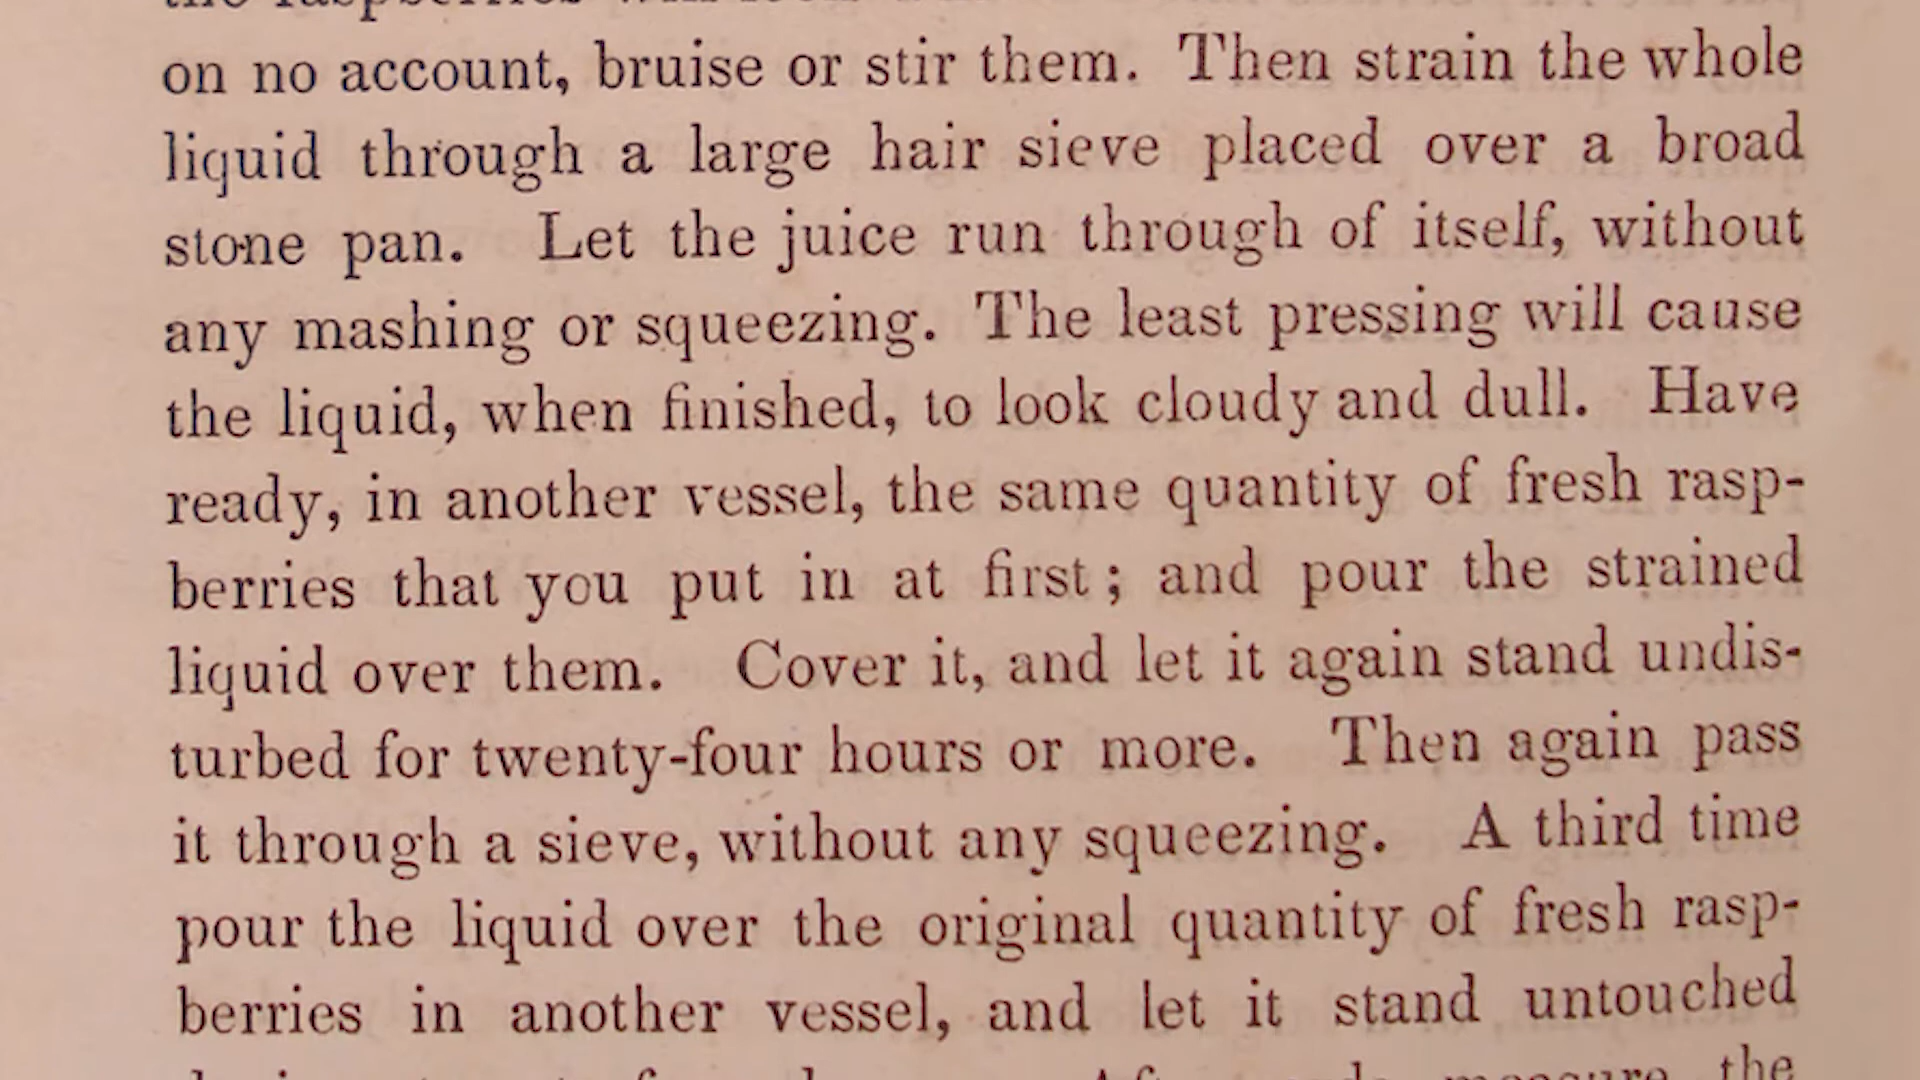 on no account, bruise or stir them. Then strain the whole
liquid through a large hair sieve placed over a broad
stone pan. Let the juice run through of itself, without
any mashing or squeezing. The least pressing will cause
the liquid, when finished, to look cloudy and dull. Have
ready, in another vessel, the same quantity of fresh rasp-
berries that you put in at first; and pour the strained
liquid over them. Cover it, and let it again stand undis-
turbed for twenty-four hours or more. Then again pass
it through a sieve, without any squeezing. A third time
pour the liquid over the original quantity of fresh rasp-
berries in another vessel, and let it stand untouched
measure the